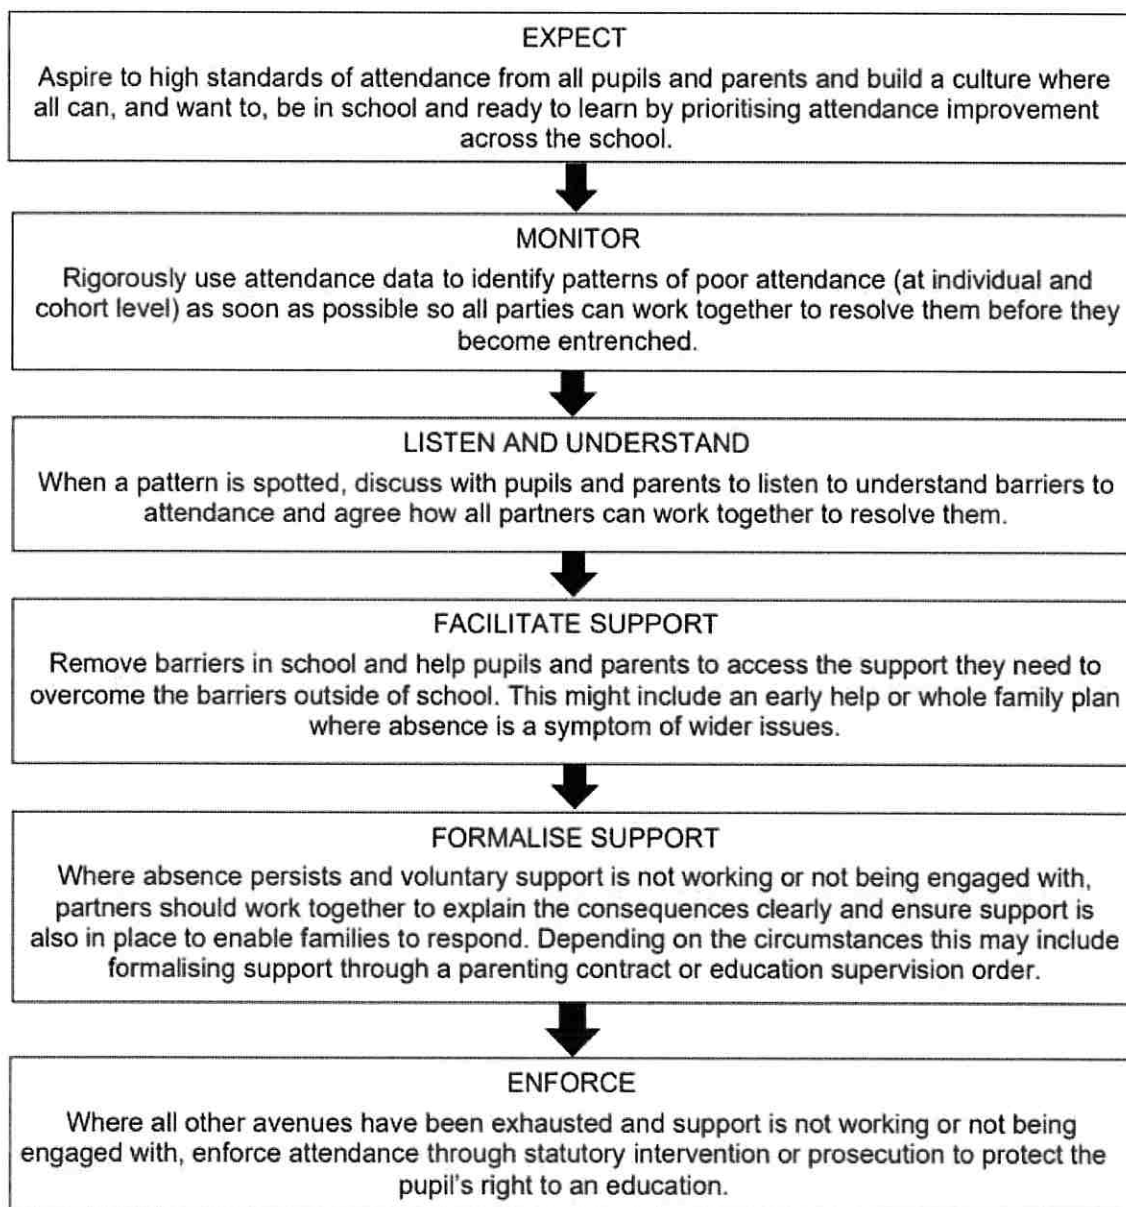 EXPECT
Aspire to high standards of attendance from all pupils and parents and build a culture where
all can, and want to, be in school and ready to learn by prioritising attendance improvement
across the school.
MONITOR
Rigorously use attendance data to identify patterns of poor attendance (at individual and
cohort level) as soon as possible so all parties can work together to resolve them before they
become entrenched.
LISTEN AND UNDERSTAND
When a pattern is spotted, discuss with pupils and parents to listen to understand barriers to
attendance and agree how all partners can work together to resolve them.
FACILITATE SUPPORT
Remove barriers in school and help pupils and parents to access the support they need to
overcome the barriers outside of school. This might include an early help or whole family plan
where absence is a symptom of wider issues.
FORMALISE SUPPORT
Where absence persists and voluntary support is not working or not being engaged with,
partners should work together to explain the consequences clearly and ensure support is
also in place to enable families to respond. Depending on the circumstances this may include
formalising support through a parenting contract or education supervision order.
ENFORCE
Where all other avenues have been exhausted and support is not working or not being
engaged with, enforce attendance through statutory intervention or prosecution to protect the
pupil's right to an education.